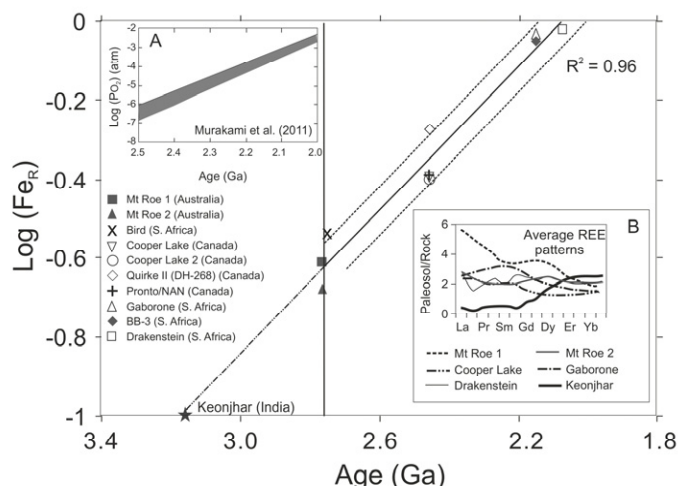 A
Log (PO2) (atm)
-2
-3
-4
-5
-6
-7
-8
2.5 2.4 2.3 2.2 2.1 2.0
Murakami et al. (2011)
Age (Ga)
R2 = 0.96
Log (FeR)
0
-0.2
-0.4
-0.6
-0.8
-1
Mt Roe 1 (Australia)
Mt Roe 2 (Australia)
Bird (S. Africa)
Cooper Lake (Canada)
Cooper Lake 2 (Canada)
Quirke II (DH-268) (Canada)
Pronto/NAN (Canada)
Gaborone (S. Africa)
BB-3 (S. Africa)
Drakenstein (S. Africa)
Keonjhar (India)
B
Average REE
patterns
Paleosol/Rock
6
4
2
0
La Pr Sm Gd Dy Er Yb
Mt Roe 1 Mt Roe 2
Cooper Lake Gaborone
Drakenstein Keonjhar
3.4 3.0 2.6 2.2 1.8
Age (Ga)